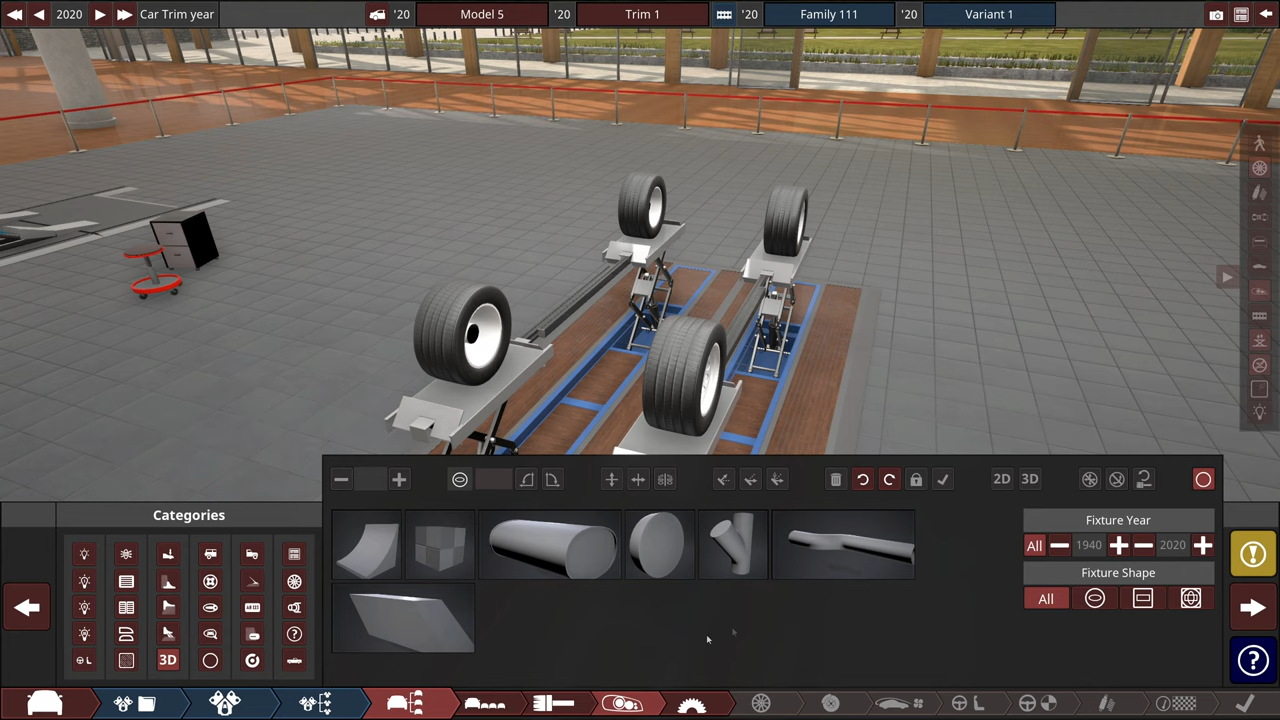 2020 Car Trim year '20 Model 5 '20 Trim 1 '20 Family 111 '20 Variant 1
2D 3D
Categories
Fixture Year
All 1940 2020
Fixture Shape
All
L 3D